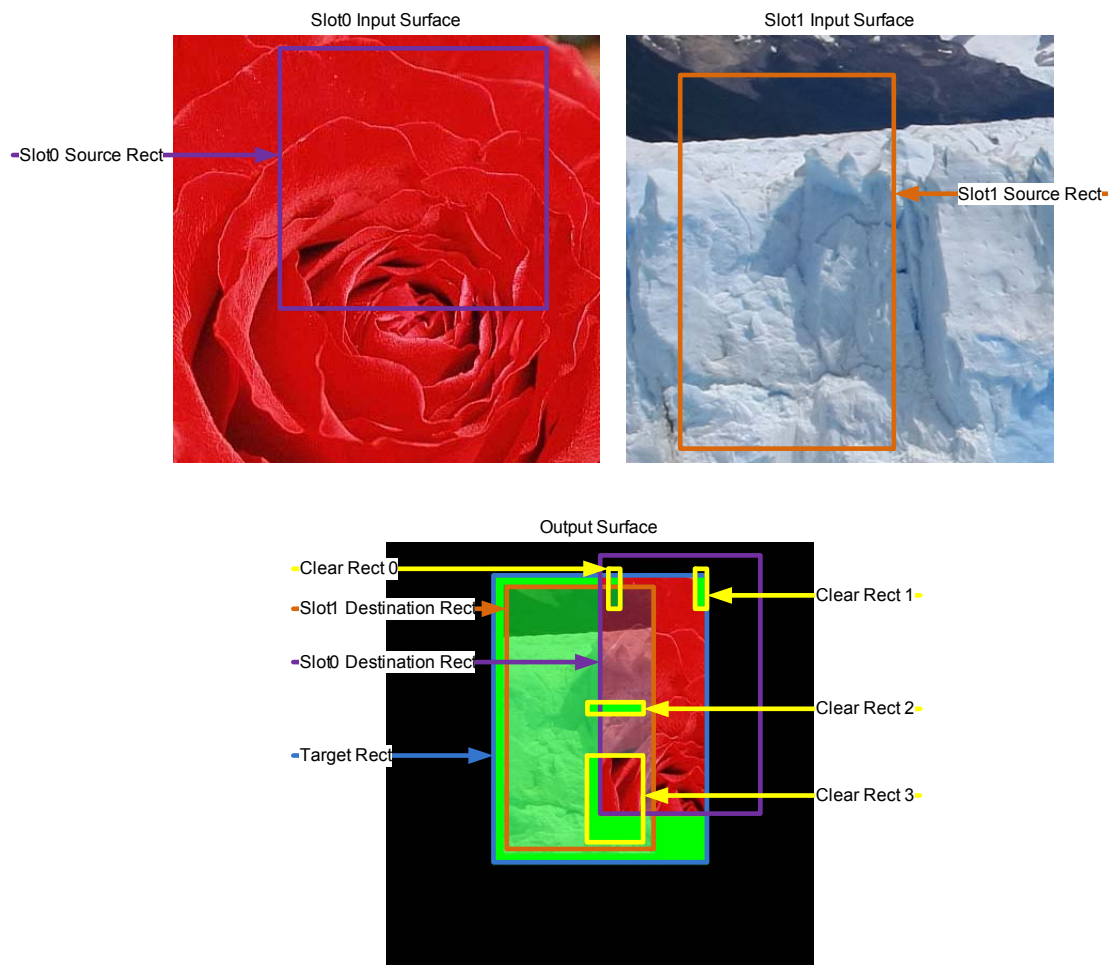 Slot0 Input Surface
Slot1 Input Surface
Slot0 Source Rect
Slot1 Source Rect
Output Surface
Clear Rect 0
Clear Rect 1
Slot1 Destination Rect
Slot0 Destination Rect
Clear Rect 2
Target Rect
Clear Rect 3